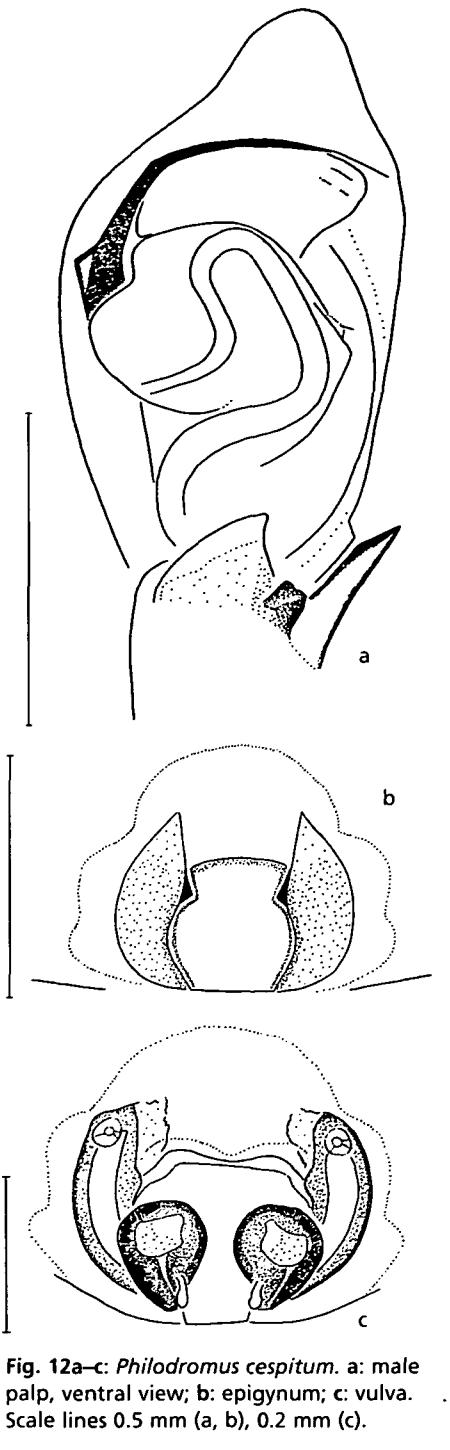 a
b
c
Fig. 12a–c: Philodromus cespitum. a: male
palp, ventral view; b: epigynum; c: vulva.
Scale lines 0.5 mm (a, b), 0.2 mm (c).